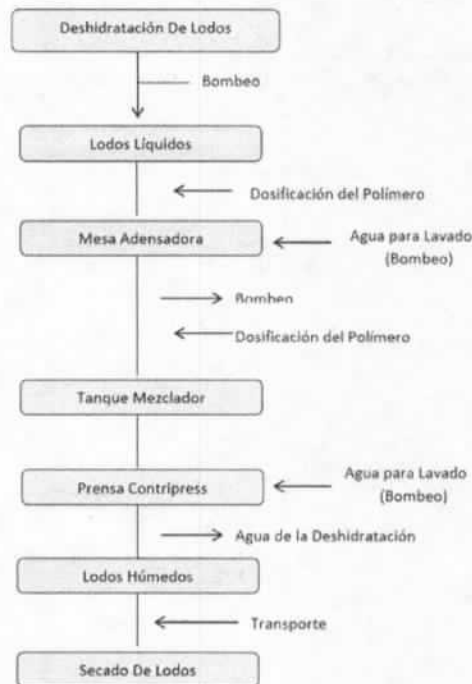 Deshidratación De Lodos
Bombeo
Lodos Líquidos
Dosificación del Polímero
Mesa Adensadora
Agua para Lavado
(Bombeo)
Bombeo
Dosificación del Polímero
Tanque Mezclador
Prensa Contripress
Agua para Lavado
(Bombeo)
Agua de la Deshidratación
Lodos Húmedos
Transporte
Secado De Lodos